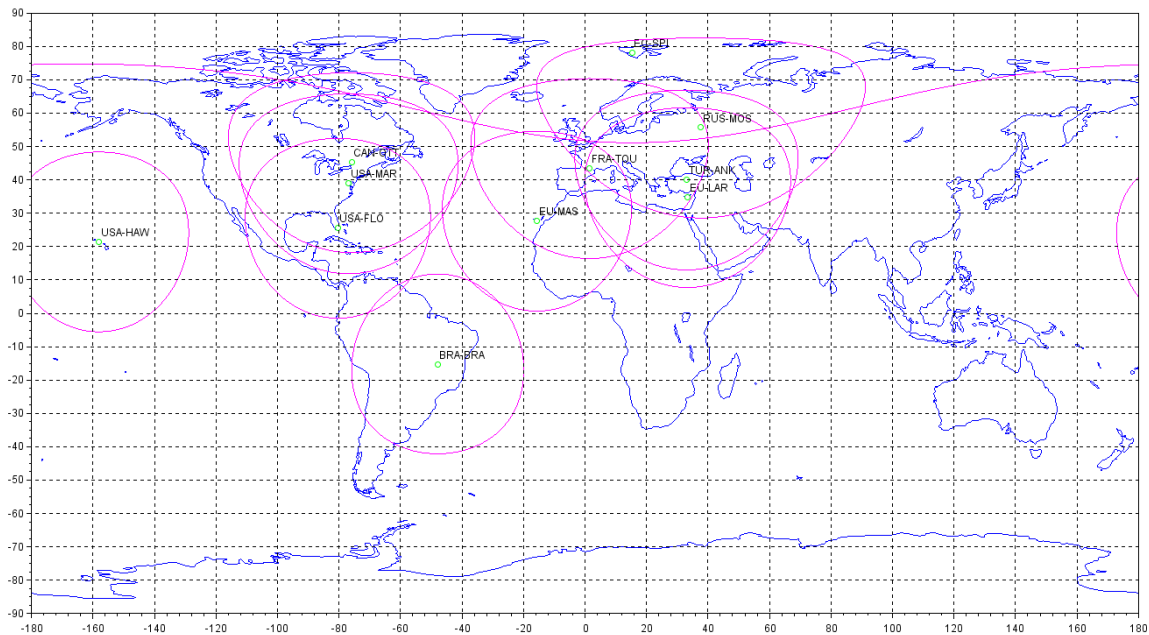 90
80
70
60
50
40
30
20
10
0
-10
-20
-30
-40
-50
-60
-70
-80
-90
EU-SPI
RUS-MOS
CAN-OTT
FRA-TOU
USA-MAR
TUR-ANK
EU-LAR
USA-FLO
EU-MAS
USA-HAW
BRA-BRA
-180 -160 -140 -120 -100 -80 -60 -40 -20 0 20 40 60 80 100 120 140 160 180